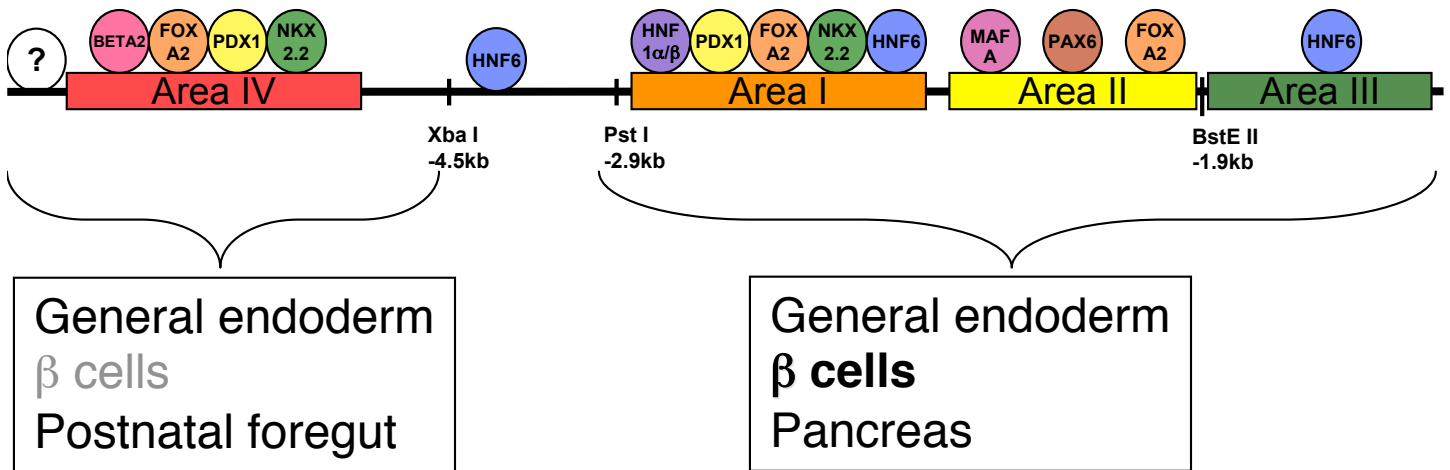 ?
BETA2
FOX
A2
PDX1
NKX
2.2
HNF6
HNF
1α/β
PDX1
FOX
A2
NKX
2.2
HNF6
MAF
A
PAX6
FOX
A2
HNF6
Area IV
Area I
Area II
Area III
Xba I
-4.5kb
Pst I
-2.9kb
BstE II
-1.9kb
General endoderm
β cells
Postnatal foregut
General endoderm
β cells
Pancreas